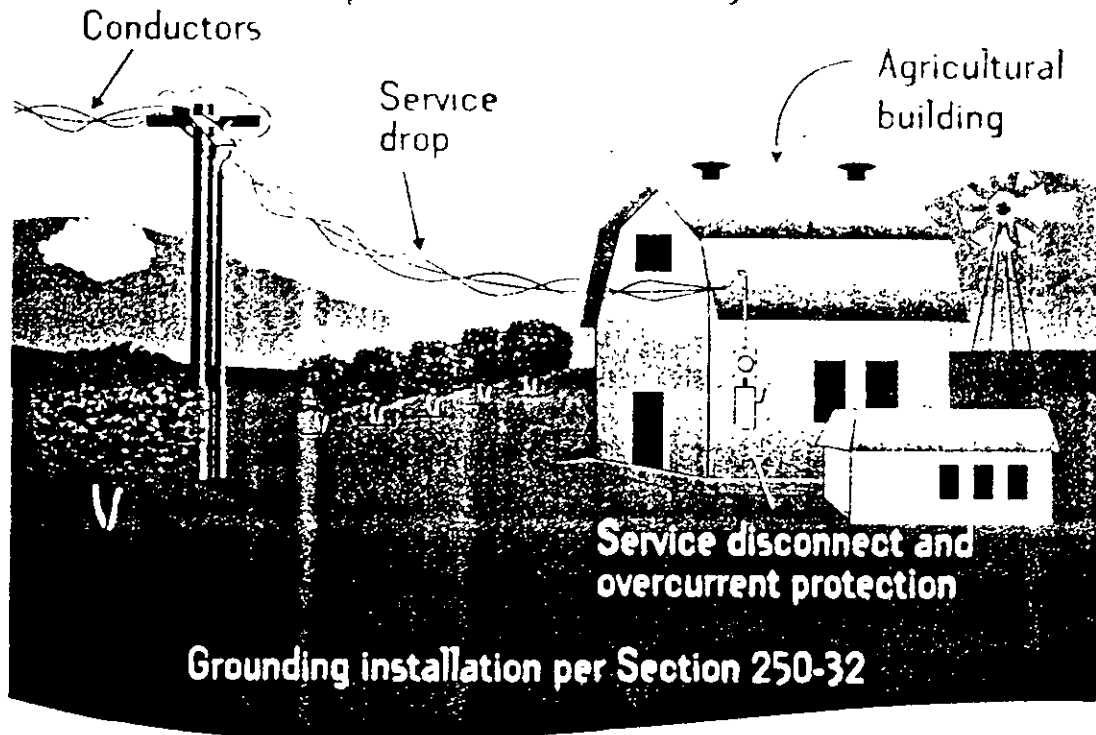 Conductors
Service
drop
Agricultural
building
Service disconnect and
overcurrent protection
Grounding installation per Section 250-32